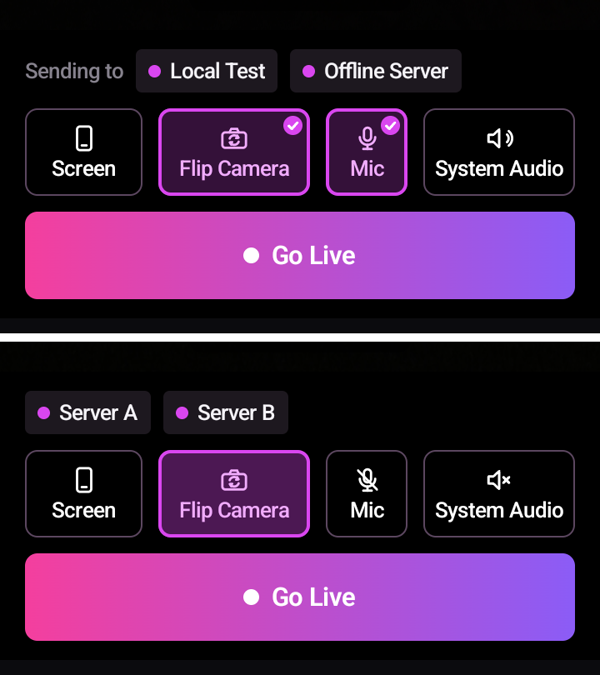 Sending to Local Test Offline Server
Screen Flip Camera Mic System Audio
Go Live
Server A Server B
Screen Flip Camera Mic System Audio
Go Live